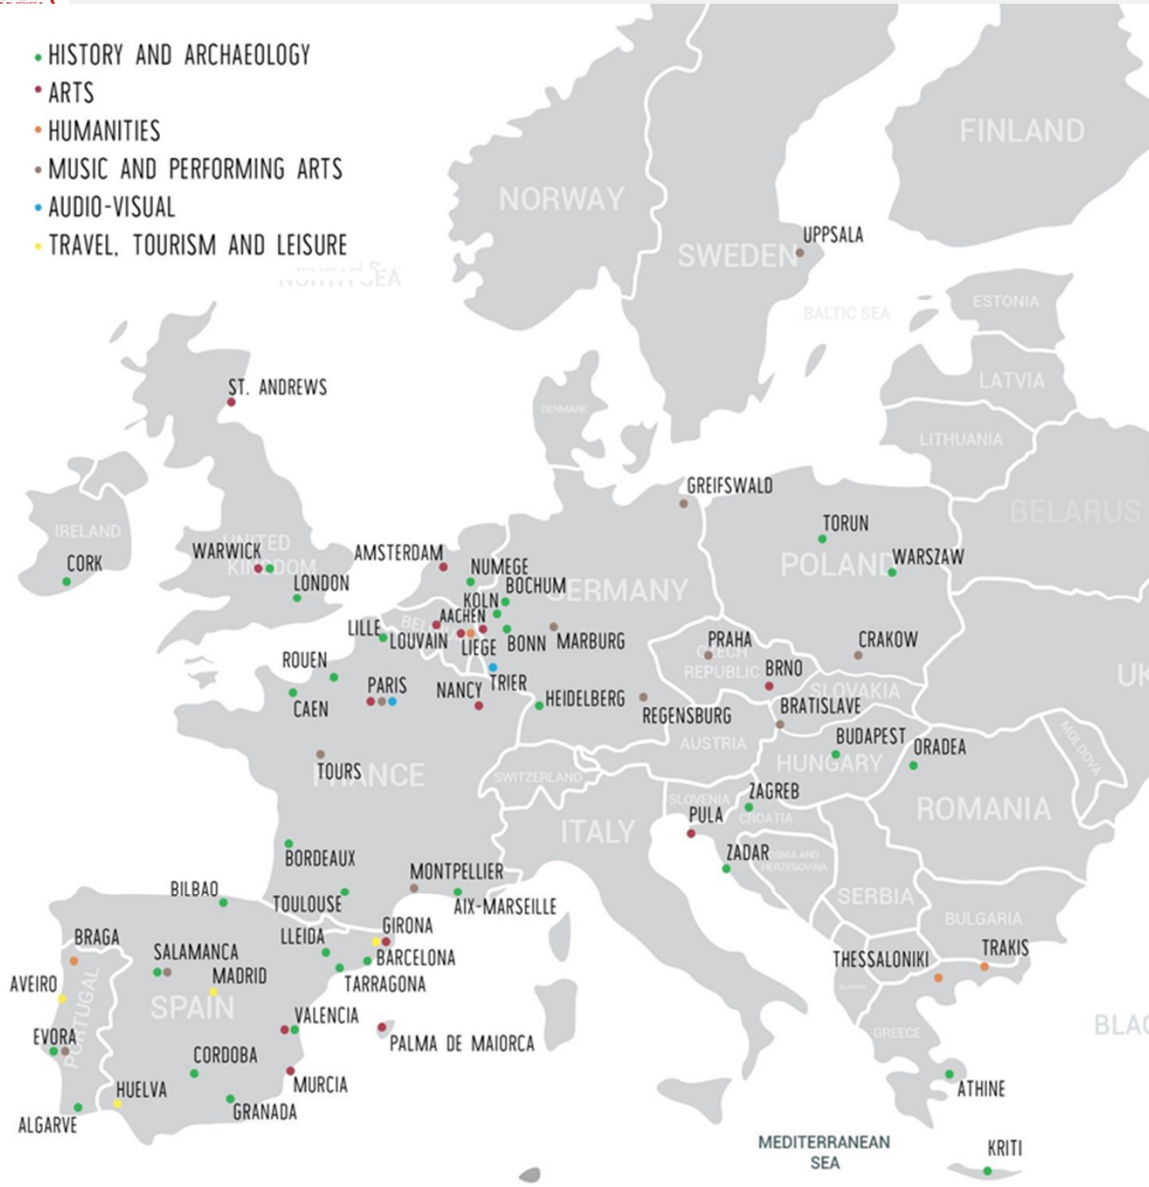 HISTORY AND ARCHAEOLOGY
ARTS
HUMANITIES
MUSIC AND PERFORMING ARTS
AUDIO-VISUAL
TRAVEL, TOURISM AND LEISURE
FINLAND
NORWAY
SWEDEN
UPPSALA
NORTH SEA
BALTIC SEA
ESTONIA
LATVIA
LITHUANIA
ST. ANDREWS
DENMARK
GREIFSWALD
BELARUS
IRELAND
CORK
UNITED
KINGDOM
WARWICK
LONDON
AMSTERDAM
NUMEGE
BOCHUM
KOLN
AACHEN
GERMANY
TORUN
POLAND
WARSZAW
LILLE
LOUVAIN
LIEGE
BONN
MARBURG
PRAHA
CZECH
REPUBLIC
CRAKOW
ROUEN
CAEN
PARIS
NANCY
TRIER
HEIDELBERG
REGENSBURG
BRNO
SLOVAKIA
BRATISLAVE
UK
MOLDOVA
AUSTRIA
HUNGARY
BUDAPEST
ORADEA
TOURS
FRANCE
SWITZERLAND
SLOVENIA
ZAGREB
CROATIA
ROMANIA
PULA
ITALY
ZADAR
BOSNIA AND
HERZEGOVINA
SERBIA
BULGARIA
BORDEAUX
MONTPELLIER
BILBAO
TOULOUSE
AIX-MARSEILLE
GIRONA
LLEIDA
BARCELONA
TARRAGONA
BRAGA
SALAMANCA
MADRID
AVEIRO
PORTUGAL
SPAIN
EVORA
VALENCIA
PALMA DE MAIORCA
CORDOBA
MURCIA
HUELVA
GRANADA
ALGARVE
THESSALONIKI
TRAKIS
GREECE
BLAC
ATHINE
MEDITERRANEAN
SEA
KRITI